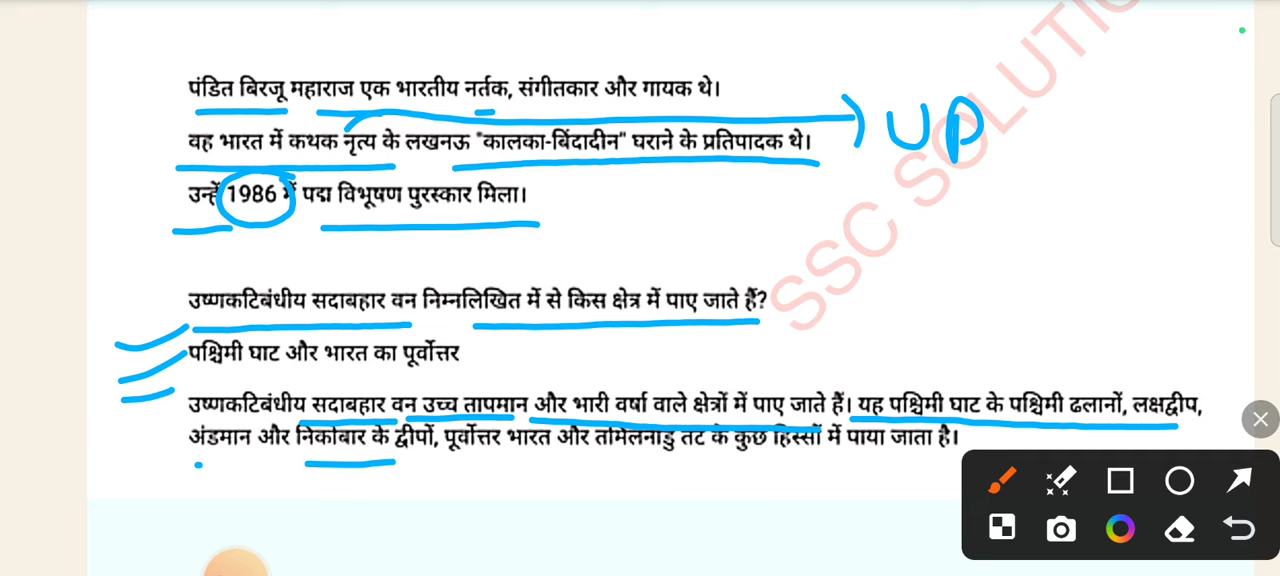 पंडित बिरजू महाराज एक भारतीय नर्तक, संगीतकार और गायक थे।
वह भारत में कथक नृत्य के लखनऊ "कालका-बिंदादीन" घराने के प्रतिपादक थे।
UP
उन्हें 1986 में पद्म विभूषण पुरस्कार मिला।
SSC SOLUTIO
उष्णकटिबंधीय सदाबहार वन निम्नलिखित में से किस क्षेत्र में पाए जाते हैं?
पश्चिमी घाट और भारत का पूर्वोत्तर
उष्णकटिबंधीय सदाबहार वन उच्च तापमान और भारी वर्षा वाले क्षेत्रों में पाए जाते हैं। यह पश्चिमी घाट के पश्चिमी ढलानों, लक्षद्वीप,
अंडमान और निकोबार के द्वीपों, पूर्वोत्तर भारत और तमिलनाडु तट के कुछ हिस्सों में पाया जाता है।